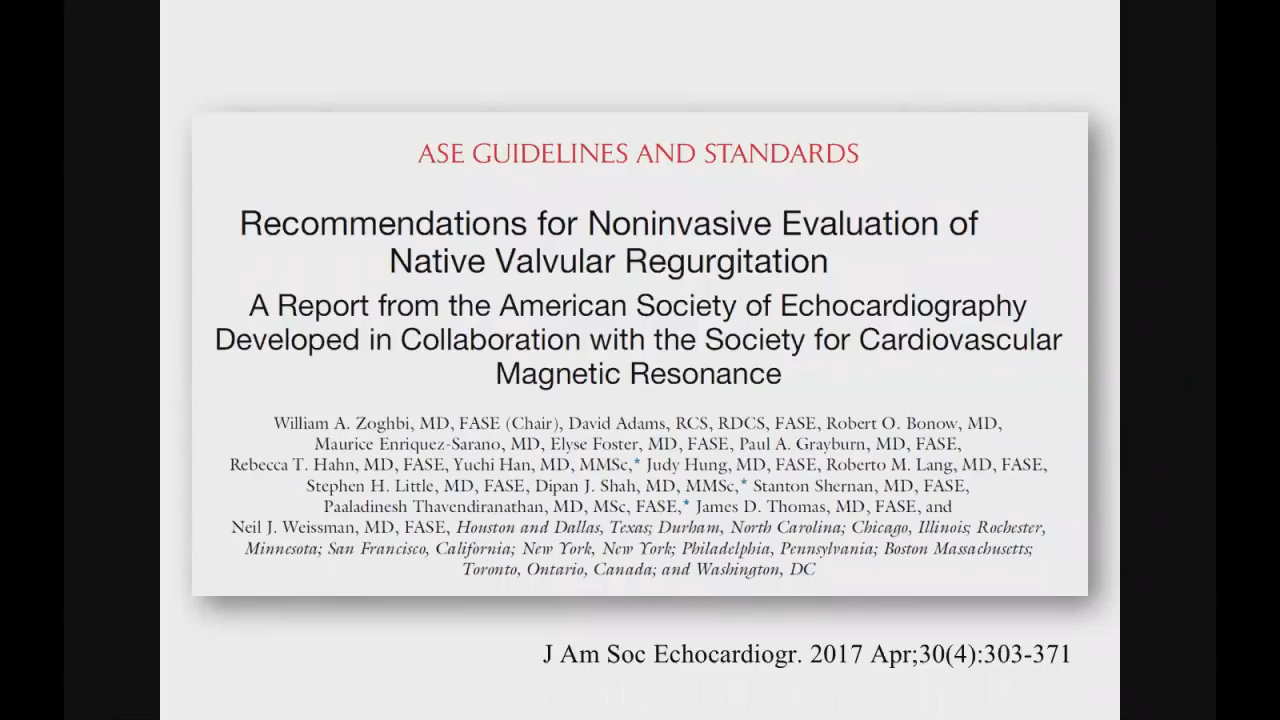 ASE GUIDELINES AND STANDARDS
Recommendations for Noninvasive Evaluation of
Native Valvular Regurgitation
A Report from the American Society of Echocardiography
Developed in Collaboration with the Society for Cardiovascular
Magnetic Resonance
William A. Zoghbi, MD, FASE (Chair), David Adams, RCS, RDCS, FASE, Robert O. Bonow, MD,
Maurice Enriquez-Sarano, MD, Elyse Foster, MD, FASE, Paul A. Grayburn, MD, FASE,
Rebecca T. Hahn, MD, FASE, Yuchi Han, MD, MMSc,* Judy Hung, MD, FASE, Roberto M. Lang, MD, FASE,
Stephen H. Little, MD, FASE, Dipan J. Shah, MD, MMSc,* Stanton Shernan, MD, FASE,
Paaladinesh Thavendiranathan, MD, MSc, FASE,* James D. Thomas, MD, FASE, and
Neil J. Weissman, MD, FASE, Houston and Dallas, Texas; Durham, North Carolina; Chicago, Illinois; Rochester,
Minnesota; San Francisco, California; New York, New York; Philadelphia, Pennsylvania; Boston Massachusetts;
Toronto, Ontario, Canada; and Washington, DC
J Am Soc Echocardiogr. 2017 Apr;30(4):303-371